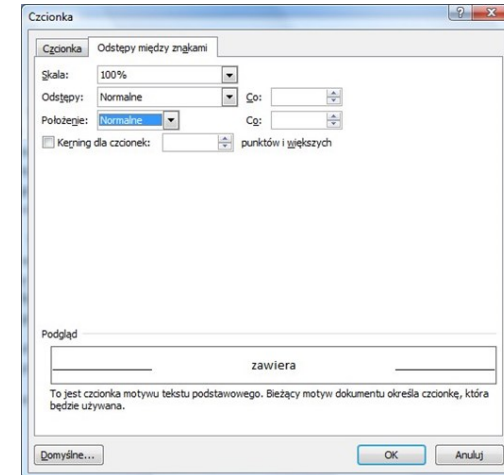 Czcionka
Czcionka Odstępy między znakami
Skala: 100%
Odstępy: Normalne Co:
Położenie: Normalne Co:
Kerning dla czcionek: punktów i większych
Podgląd
zawiera
To jest czcionka motywu tekstu podstawowego. Bieżący motyw dokumentu określa czcionkę, która
będzie używana.
Domyślne... OK Anuluj